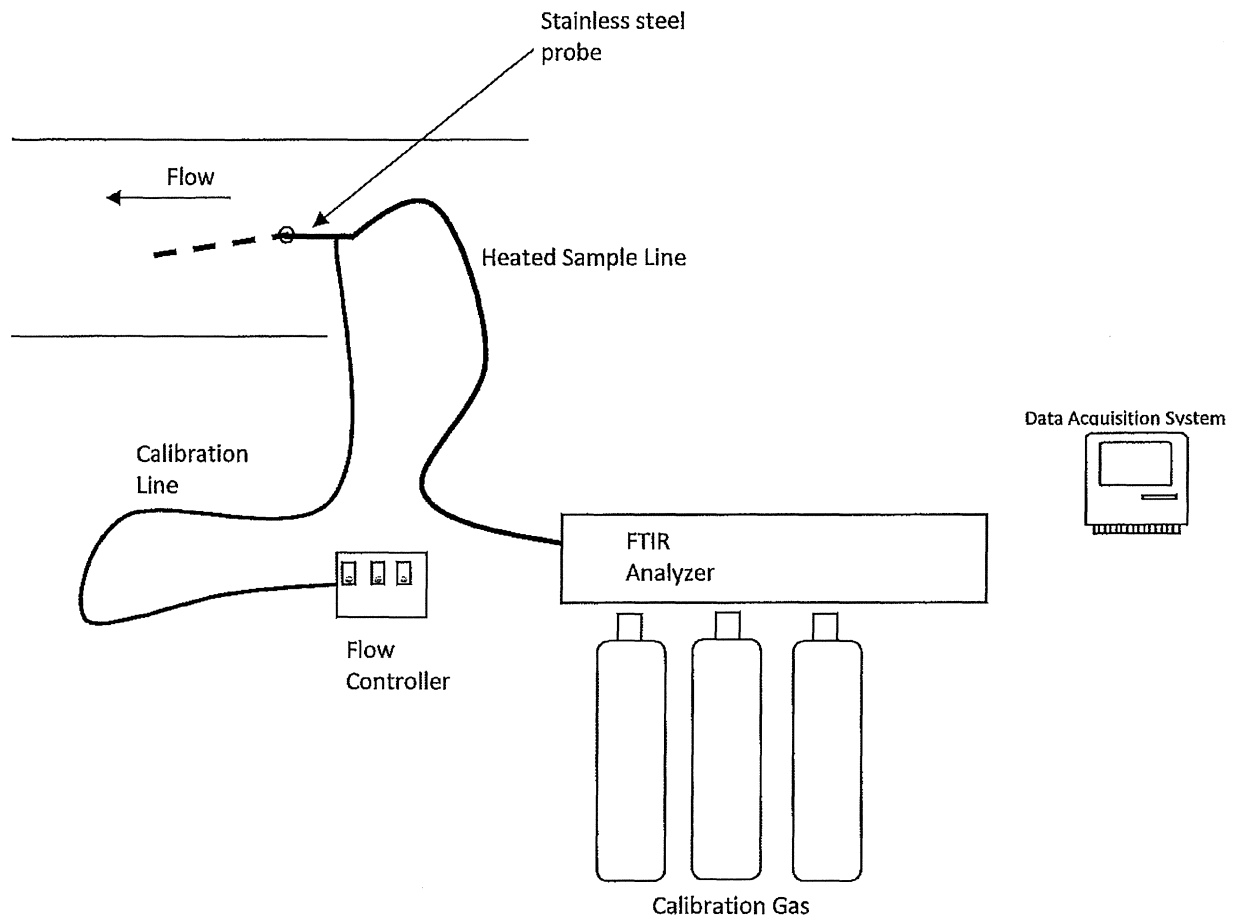 Stainless steel
probe
Flow
Heated Sample Line
Data Acquisition System
Calibration
Line
FTIR
Analyzer
Flow
Controller
Calibration Gas